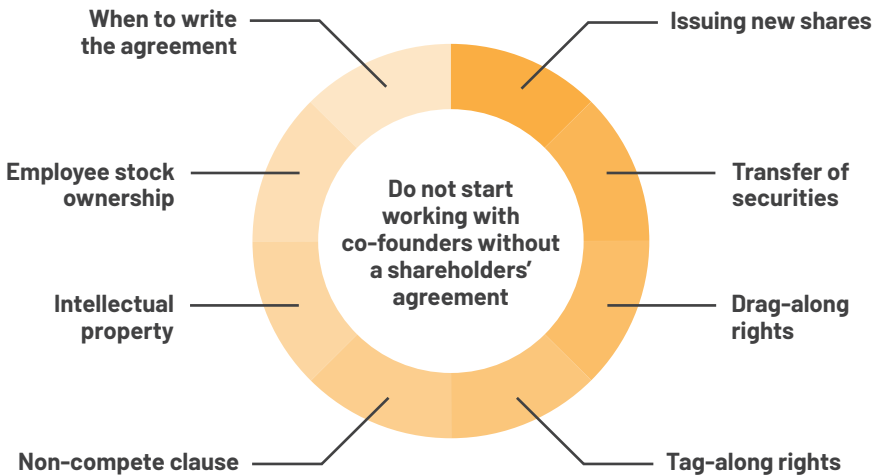 When to write
the agreement
Issuing new shares
Employee stock
ownership
Transfer of
securities
Do not start
working with
co-founders without
a shareholders’
agreement
Intellectual
property
Drag-along
rights
Non-compete clause
Tag-along rights